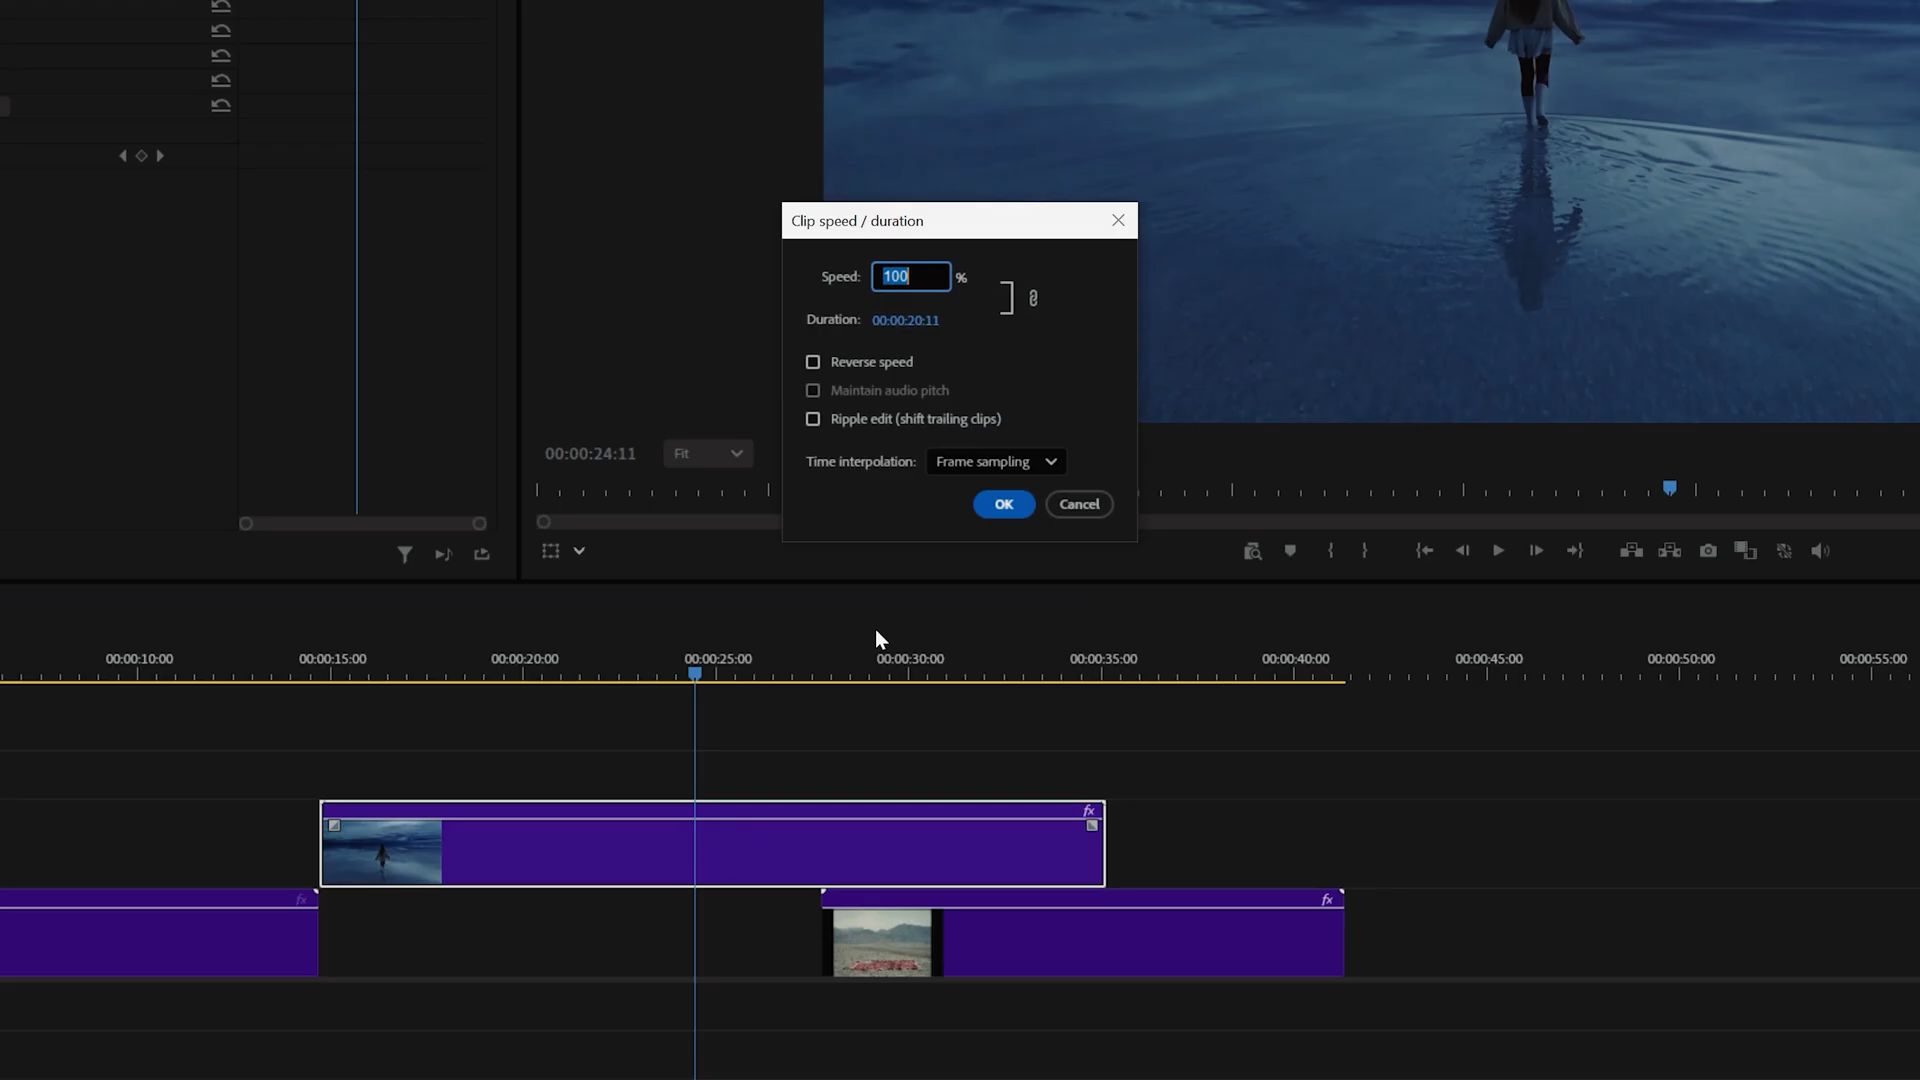 Clip speed / duration
Speed: 100 %
Duration: 00:00:20:11
Reverse speed
Maintain audio pitch
Ripple edit (shift trailing clips)
Time interpolation: Frame sampling
OK Cancel
00:00:24:11 Fit
00:00:10:00 00:00:15:00 00:00:20:00 00:00:25:00 00:00:30:00 00:00:35:00 00:00:40:00 00:00:45:00 00:00:50:00 00:00:55:00
fx
fx fx